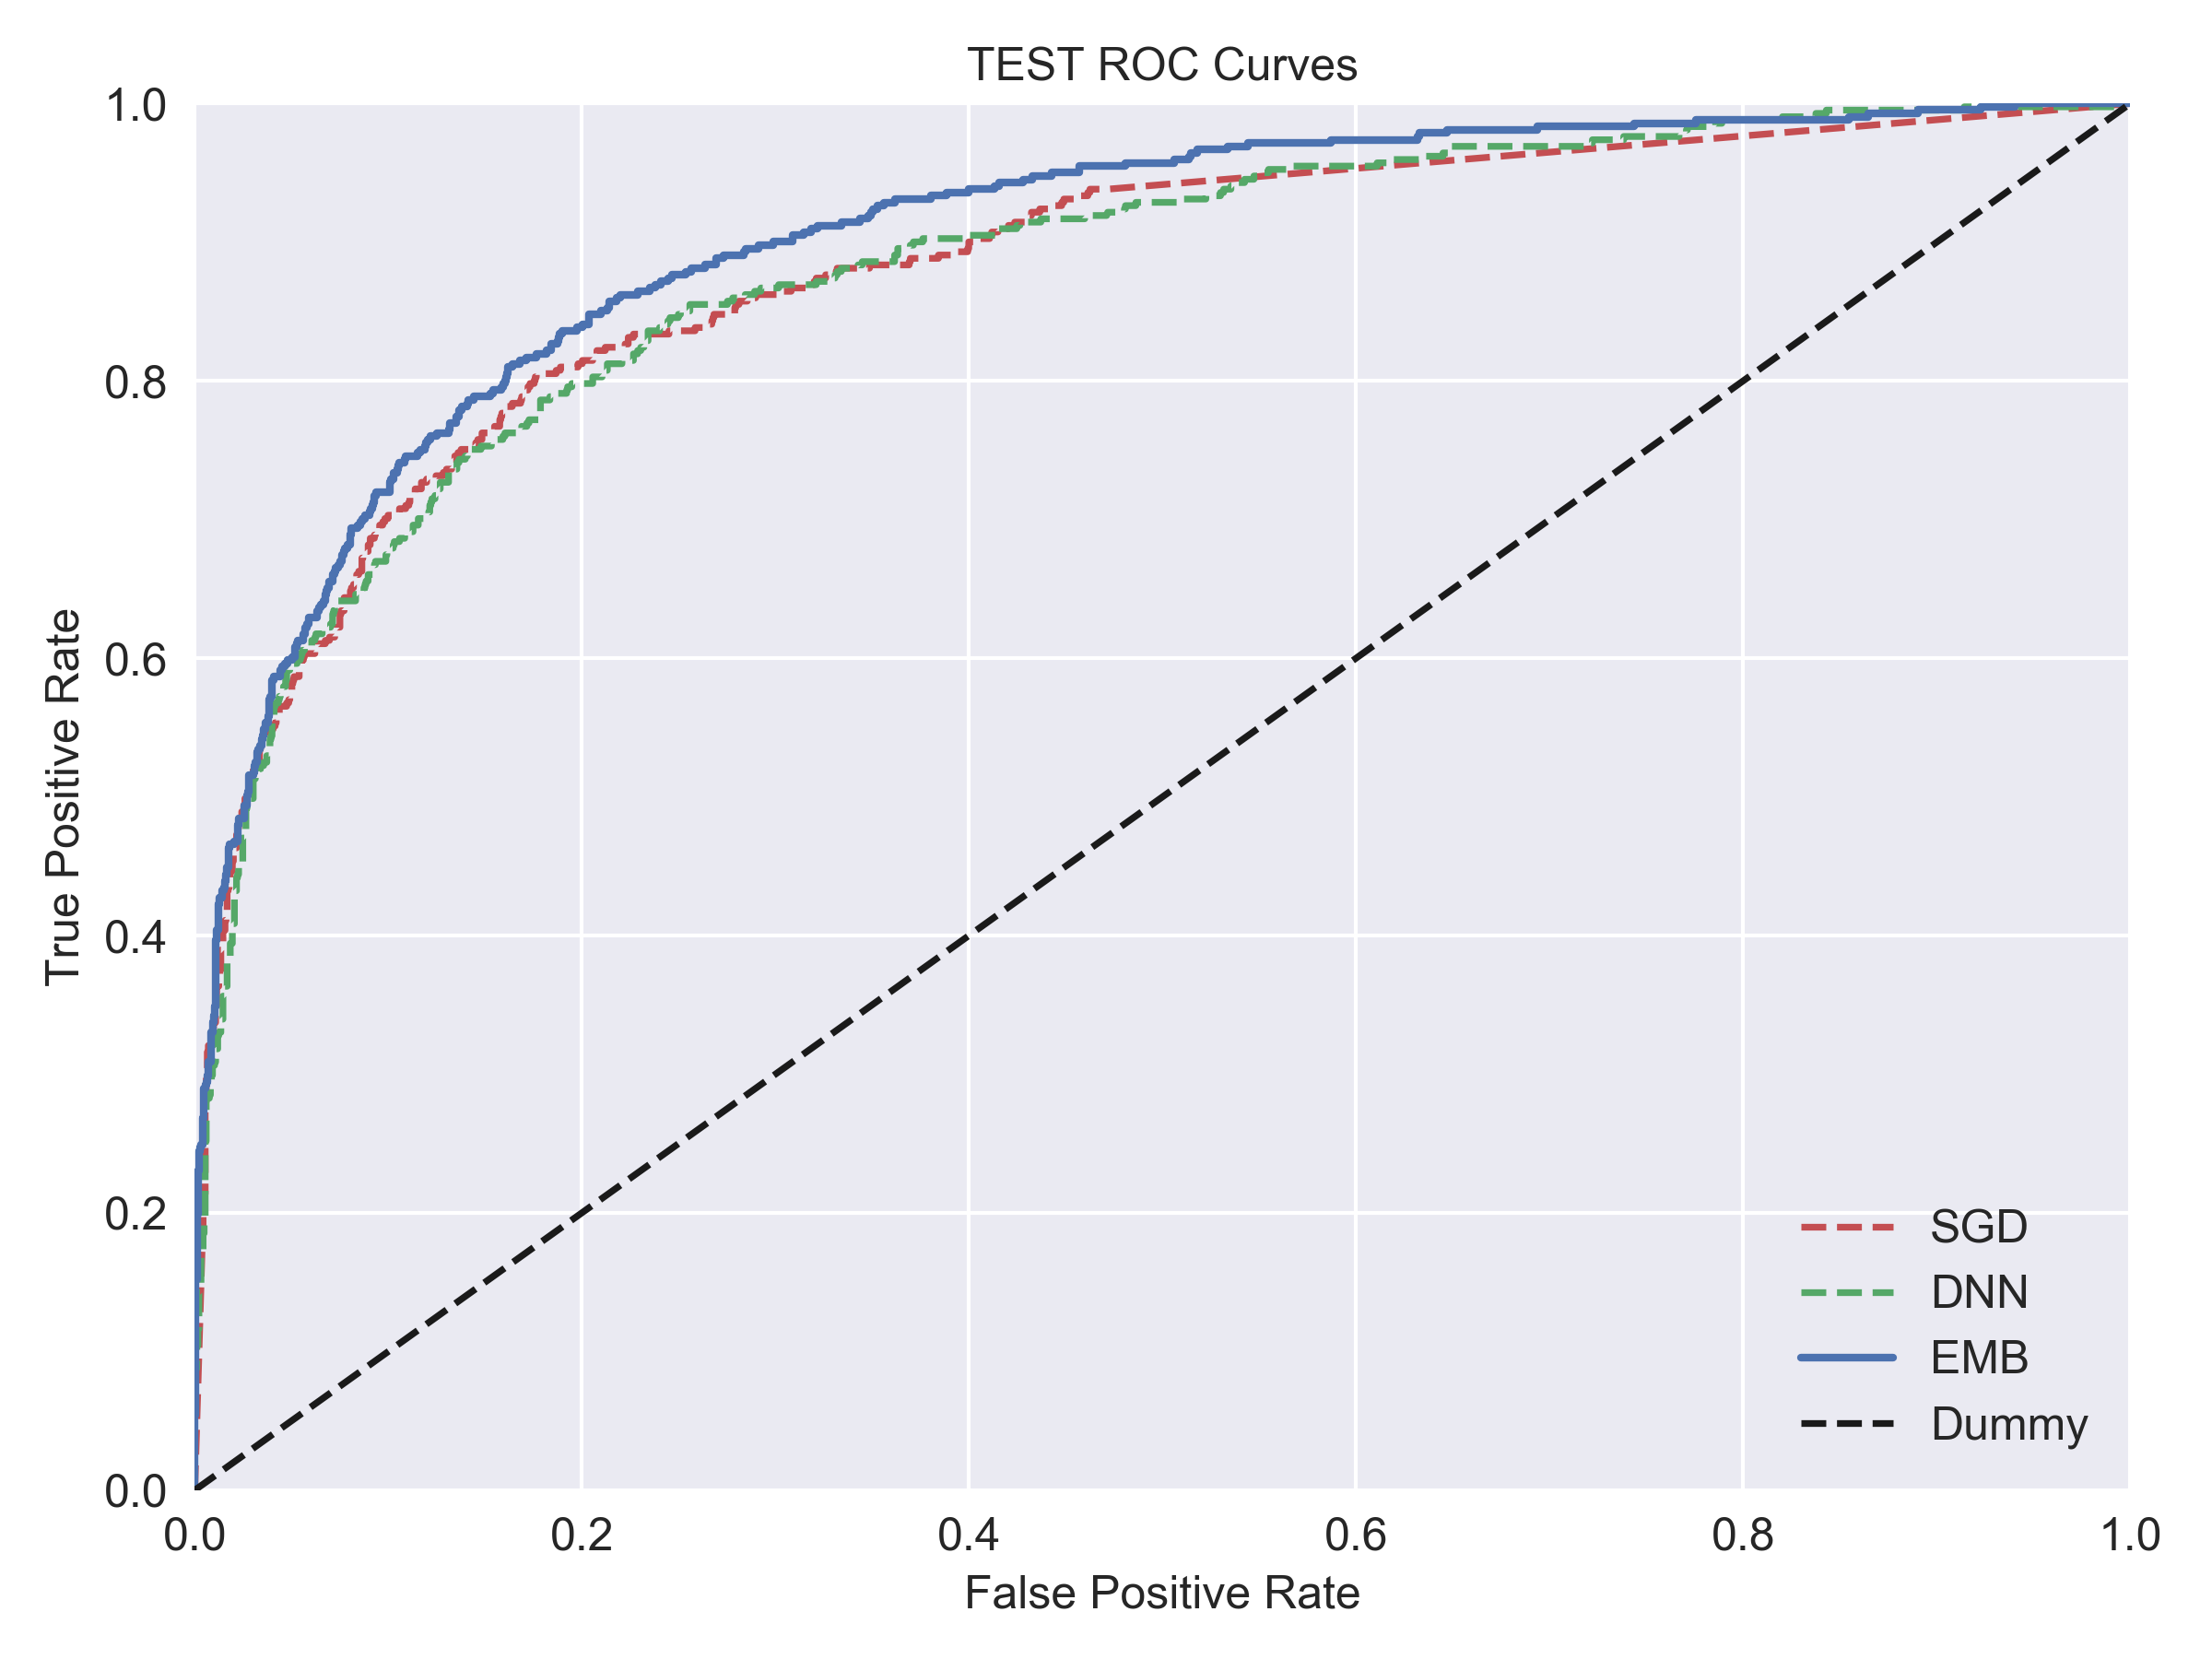 TEST ROC Curves
1.0
0.8
0.6
0.4
0.2
0.0
True Positive Rate
SGD
DNN
EMB
Dummy
0.0 0.2 0.4 0.6 0.8 1.0
False Positive Rate